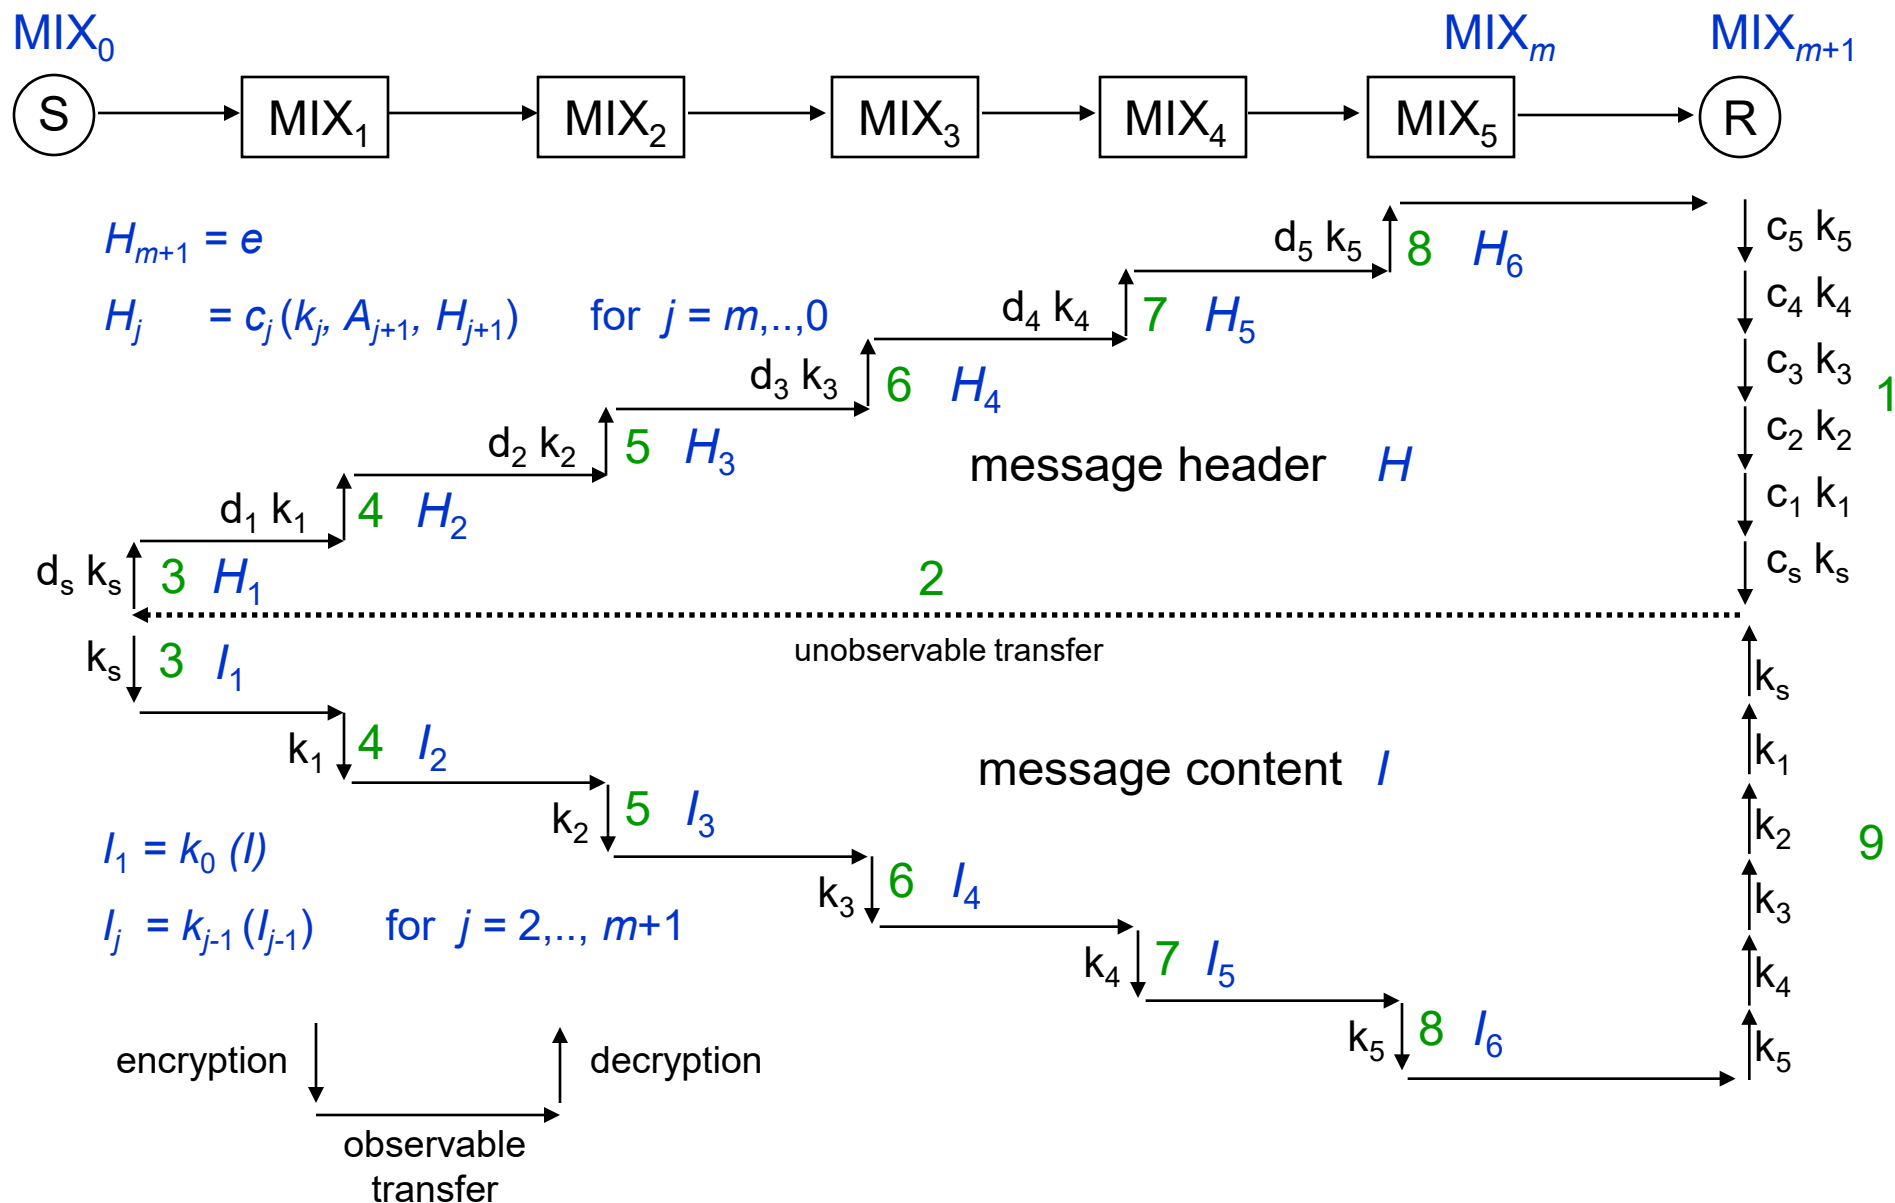 MIX₀ MIXₘ MIXₘ₊₁
S MIX₁ MIX₂ MIX₃ MIX₄ MIX₅ R
Hₘ₊₁ = e
Hⱼ = cⱼ (kⱼ, Aⱼ₊₁, Hⱼ₊₁) for j = m,..,0
d₅ k₅ 8 H₆
d₄ k₄ 7 H₅
d₃ k₃ 6 H₄
d₂ k₂ 5 H₃
d₁ k₁ 4 H₂
dₛ kₛ 3 H₁
message header H
c₅ k₅
c₄ k₄
c₃ k₃
c₂ k₂
c₁ k₁
cₛ kₛ
1
2
unobservable transfer
kₛ 3 I₁
k₁ 4 I₂
k₂ 5 I₃
k₃ 6 I₄
k₄ 7 I₅
k₅ 8 I₆
message content I
kₛ
k₁
k₂
k₃
k₄
k₅
9
I₁ = k₀ (I)
Iⱼ = kⱼ₋₁ (Iⱼ₋₁) for j = 2,.., m+1
encryption decryption
observable
transfer